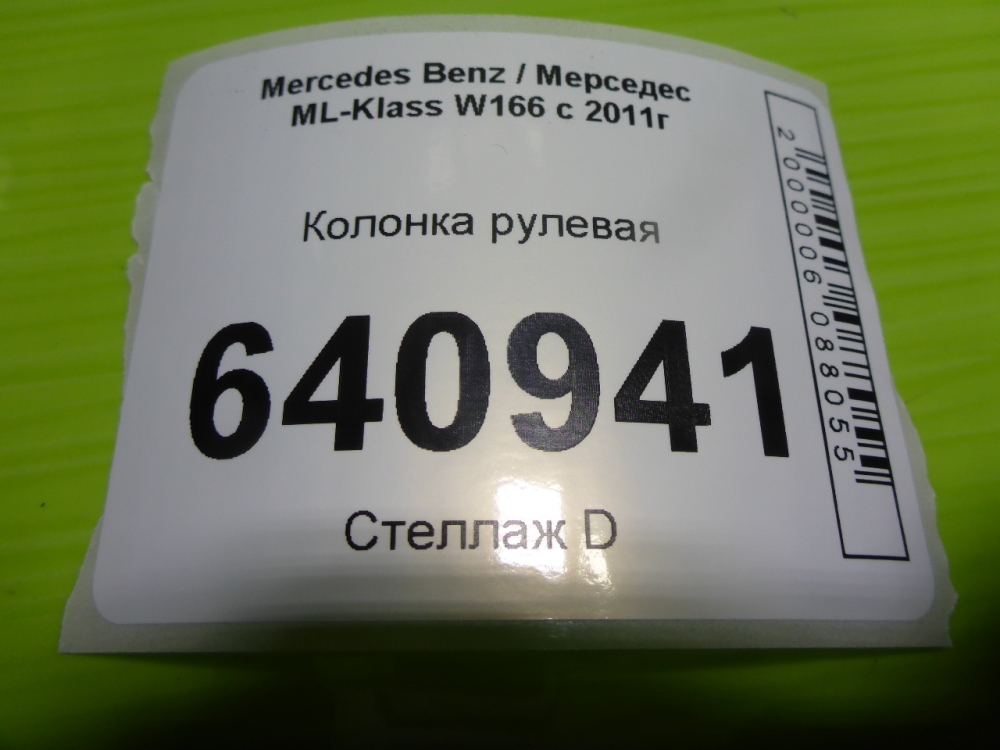 Mercedes Benz / Мерседес
ML-Klass W166 с 2011г
Колонка рулевая
640941
Стеллаж D
2000006088055